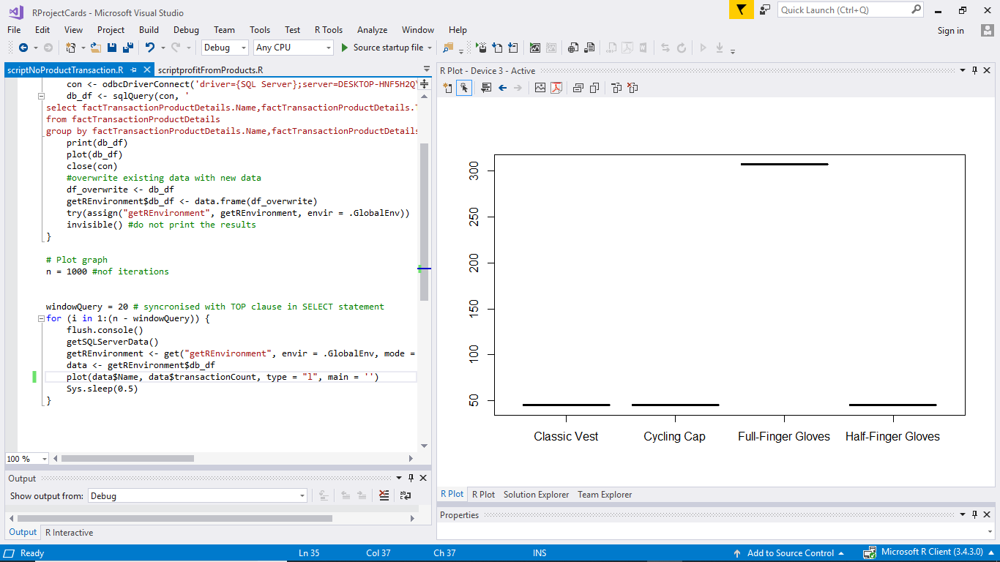 RProjectCards - Microsoft Visual Studio
Quick Launch (Ctrl+Q)
File Edit View Project Build Debug Team Tools Test R Tools Analyze Window Help
Sign in
Debug
Any CPU
Source startup file
scriptNoProductTransaction.R
scriptprofitFromProducts.R
con <- odbcDriverConnect('driver={SQL Server};server=DESKTOP-HNF5H2Q\
db_df <- sqlQuery(con, '
select factTransactionProductDetails.Name,factTransactionProductDetails.T
from factTransactionProductDetails
group by factTransactionProductDetails.Name,factTransactionProductDetails
print(db_df)
plot(db_df)
close(con)
#overwrite existing data with new data
df_overwrite <- db_df
getREnvironment$db_df <- data.frame(df_overwrite)
try(assign("getREnvironment", getREnvironment, envir = .GlobalEnv))
invisible() #do not print the results
}
# Plot graph
n = 1000 #nof iterations
windowQuery = 20 # syncronised with TOP clause in SELECT statement
for (i in 1:(n - windowQuery)) {
flush.console()
getSQLServerData()
getREnvironment <- get("getREnvironment", envir = .GlobalEnv, mode =
data <- getREnvironment$db_df
plot(data$Name, data$transactionCount, type = "l", main = '')
Sys.sleep(0.5)
}
100 %
Output
Show output from: Debug
Output
R Interactive
R Plot - Device 3 - Active
300
250
200
150
100
50
Classic Vest
Cycling Cap
Full-Finger Gloves
Half-Finger Gloves
R Plot
R Plot
Solution Explorer
Team Explorer
Properties
Ready
Ln 35
Col 37
Ch 37
INS
Add to Source Control
Microsoft R Client (3.4.3.0)